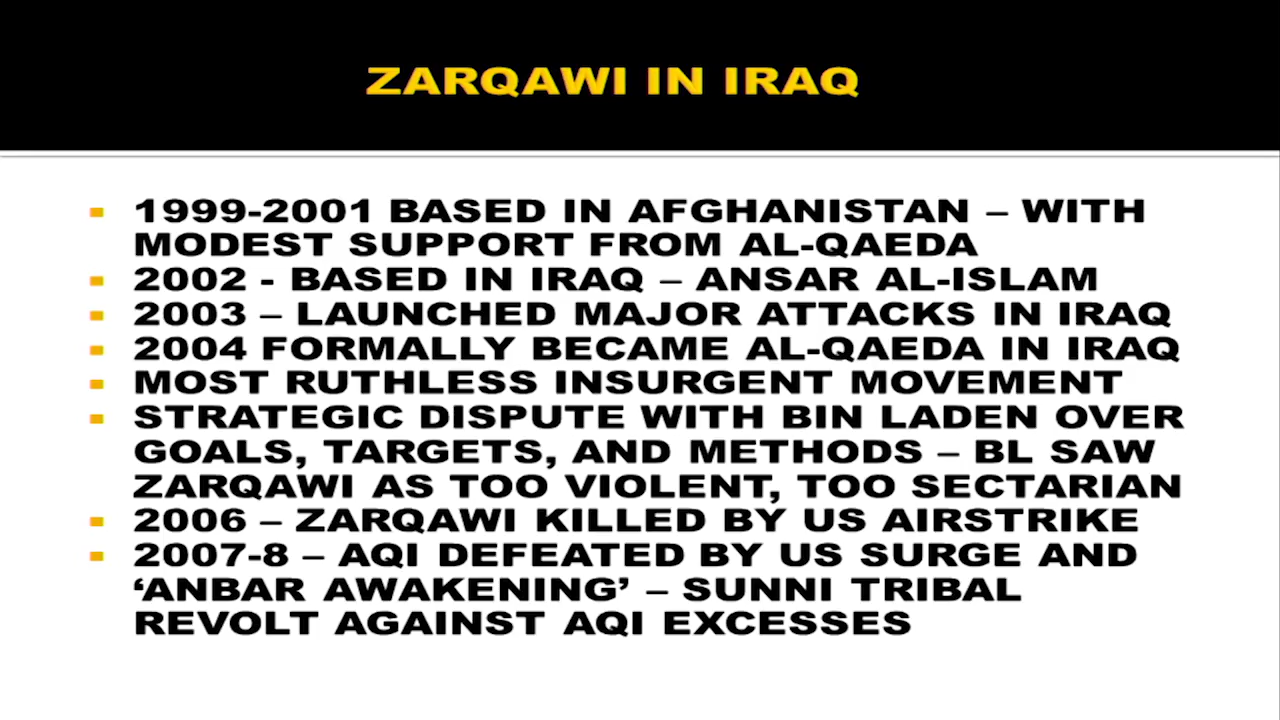 ZARQAWI IN IRAQ
1999-2001 BASED IN AFGHANISTAN – WITH
MODEST SUPPORT FROM AL-QAEDA
2002 - BASED IN IRAQ – ANSAR AL-ISLAM
2003 – LAUNCHED MAJOR ATTACKS IN IRAQ
2004 FORMALLY BECAME AL-QAEDA IN IRAQ
MOST RUTHLESS INSURGENT MOVEMENT
STRATEGIC DISPUTE WITH BIN LADEN OVER
GOALS, TARGETS, AND METHODS – BL SAW
ZARQAWI AS TOO VIOLENT, TOO SECTARIAN
2006 – ZARQAWI KILLED BY US AIRSTRIKE
2007-8 – AQI DEFEATED BY US SURGE AND
‘ANBAR AWAKENING’ – SUNNI TRIBAL
REVOLT AGAINST AQI EXCESSES